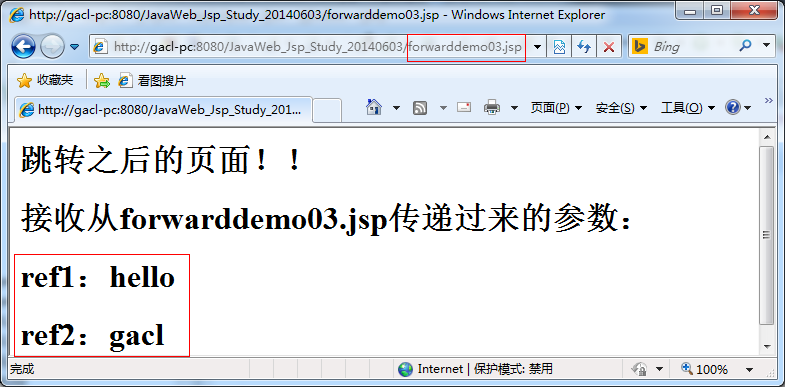 http://gacl-pc:8080/JavaWeb_Jsp_Study_20140603/forwarddemo03.jsp - Windows Internet Explorer
http://gacl-pc:8080/JavaWeb_Jsp_Study_20140603/forwarddemo03.jsp
Bing
收藏夹
看图搜片
http://gacl-pc:8080/JavaWeb_Jsp_Study_201...
页面(P)
安全(S)
工具(O)
跳转之后的页面！！
接收从forwarddemo03.jsp传递过来的参数：
ref1：hello
ref2：gacl
完成
Internet | 保护模式: 禁用
100%